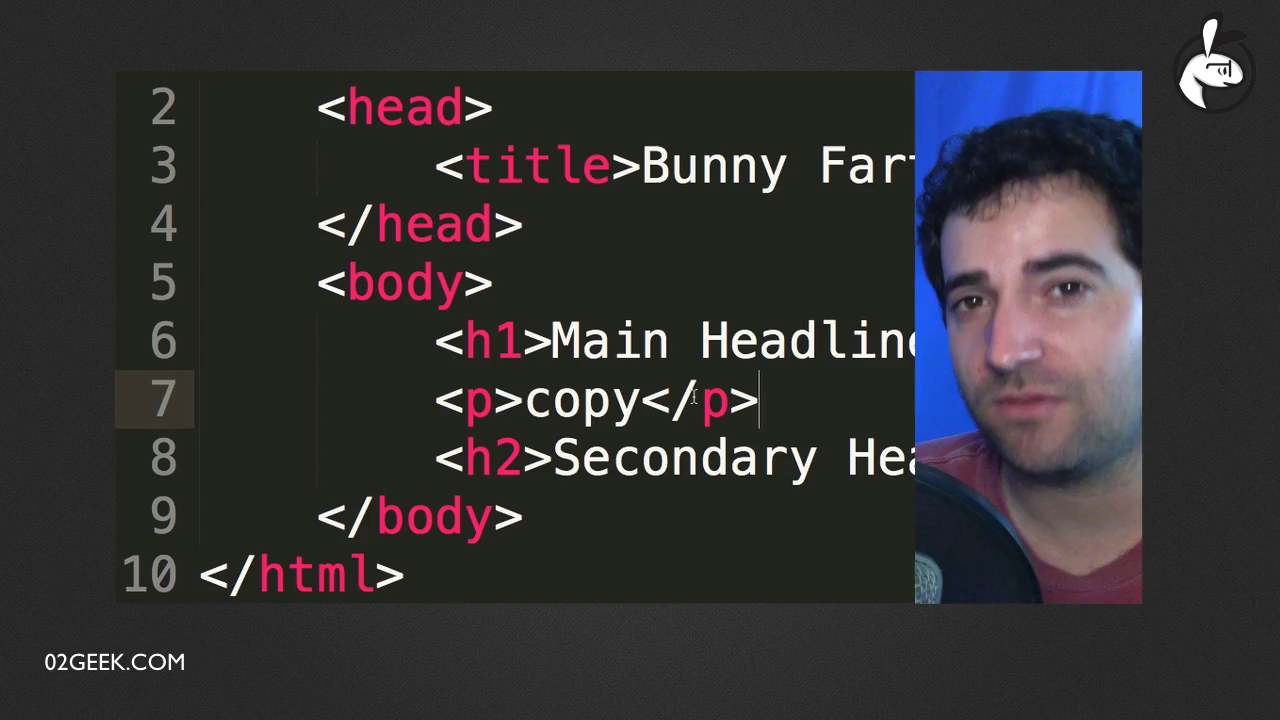 2 <head>
3 <title>Bunny Far
4 </head>
5 <body>
6 <h1>Main Headlin
7 <p>copy</p>
8 <h2>Secondary Hea
9 </body>
10 </html>
02GEEK.COM